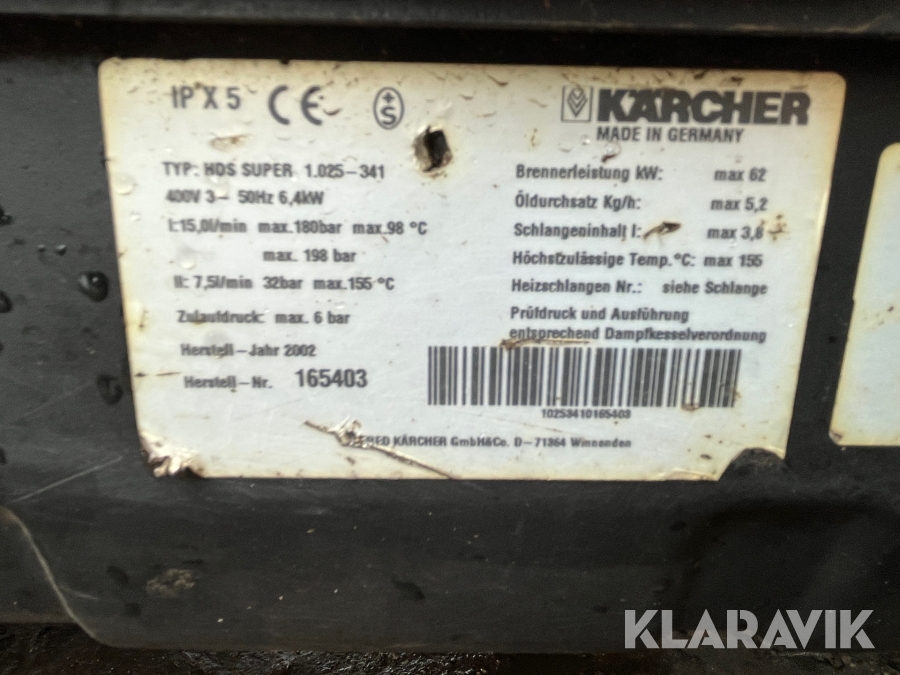 IP X 5 CE +S
KÄRCHER
MADE IN GERMANY
TYP: HDS SUPER 1.025-341
400V 3~ 50Hz 6,4kW
I: 15,0l/min max. 180bar max. 98 °C
max. 198 bar
II: 7,5l/min 32bar max. 155 °C
Zulaufdruck: max. 6 bar
Herstell-Jahr 2002
Herstell-Nr. 165403
Brennerleistung kW: max 62
Öldurchsatz Kg/h: max 5,2
Schlangeninhalt l: max 3,8
Höchstzulässige Temp.°C: max 155
Heizschlangen Nr.: siehe Schlange
Prüfdruck und Ausführung
entsprechend Dampfkesselverordnung
10253410165403
KÄRCHER GmbH&Co. D-71364 Winnenden
KLARAVIK